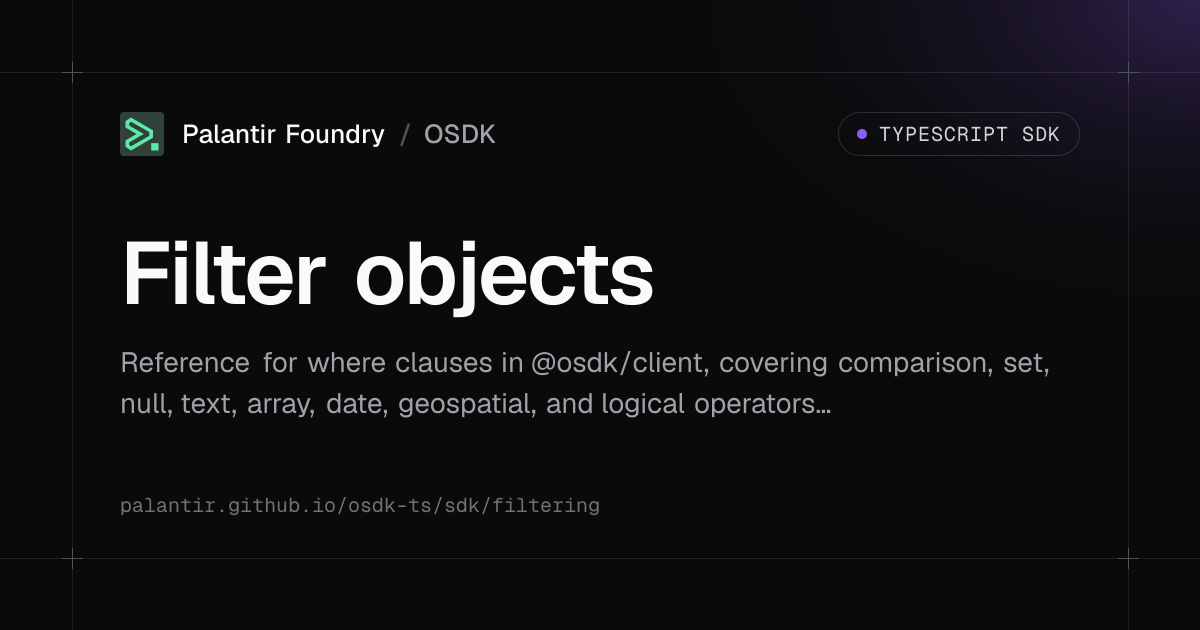 Palantir Foundry / OSDK
TYPESCRIPT SDK
Filter objects
Reference for where clauses in @osdk/client, covering comparison, set,
null, text, array, date, geospatial, and logical operators…
palantir.github.io/osdk-ts/sdk/filtering